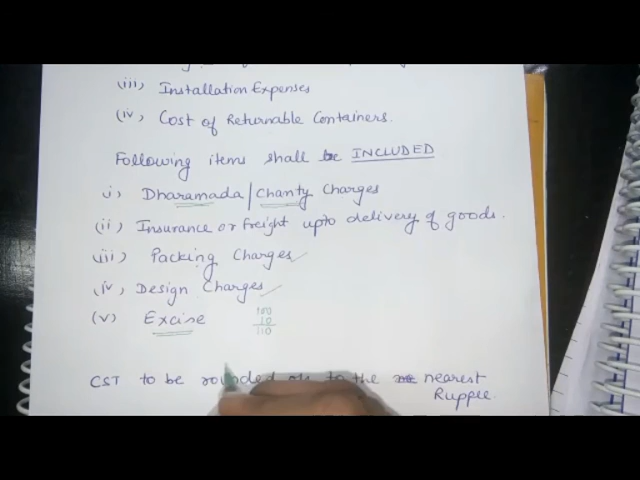 (iii) Installation Expenses
(iv) Cost of Returnable Containers.
Following items shall be INCLUDED
i) Dharamada/Chanty Charges
(ii) Insurance or freight upto delivery of goods.
(iii) Packing Charges
(iv) Design Charges
(v) Excise
100
10
110
CST to be rounded to the nearest
Ruppee.